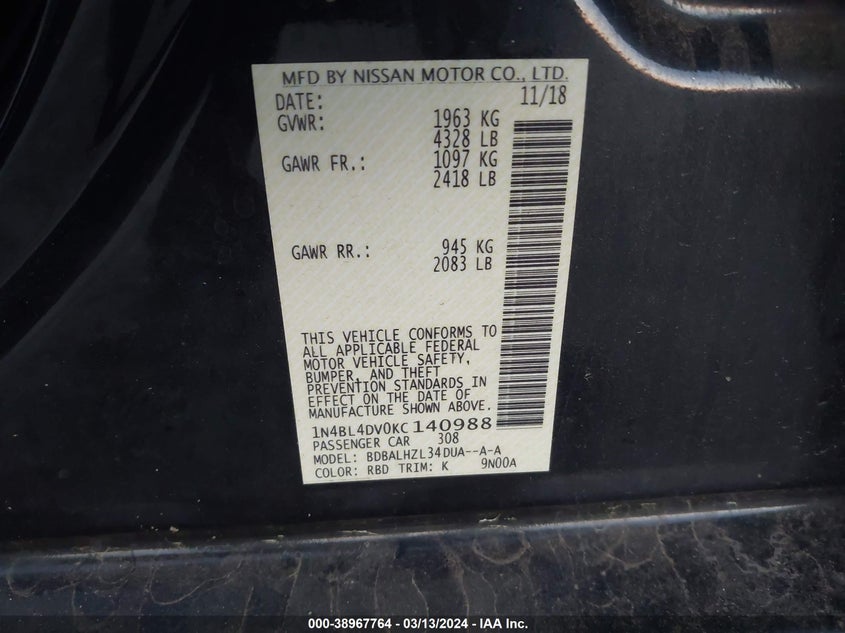 MFD BY NISSAN MOTOR CO., LTD.
DATE: 11/18
GVWR: 1963 KG
4328 LB
GAWR FR.: 1097 KG
2418 LB
GAWR RR.: 945 KG
2083 LB
THIS VEHICLE CONFORMS TO
ALL APPLICABLE FEDERAL
MOTOR VEHICLE SAFETY,
BUMPER, AND THEFT
PREVENTION STANDARDS IN
EFFECT ON THE DATE OF
MANUFACTURE SHOWN ABOVE.
1N4BL4DV0KC140988
PASSENGER CAR 308
MODEL: BDBALHZL34DUA--A-A
COLOR: RBD TRIM: K 9N00A
000-38967764 - 03/13/2024 - www.iaai.com